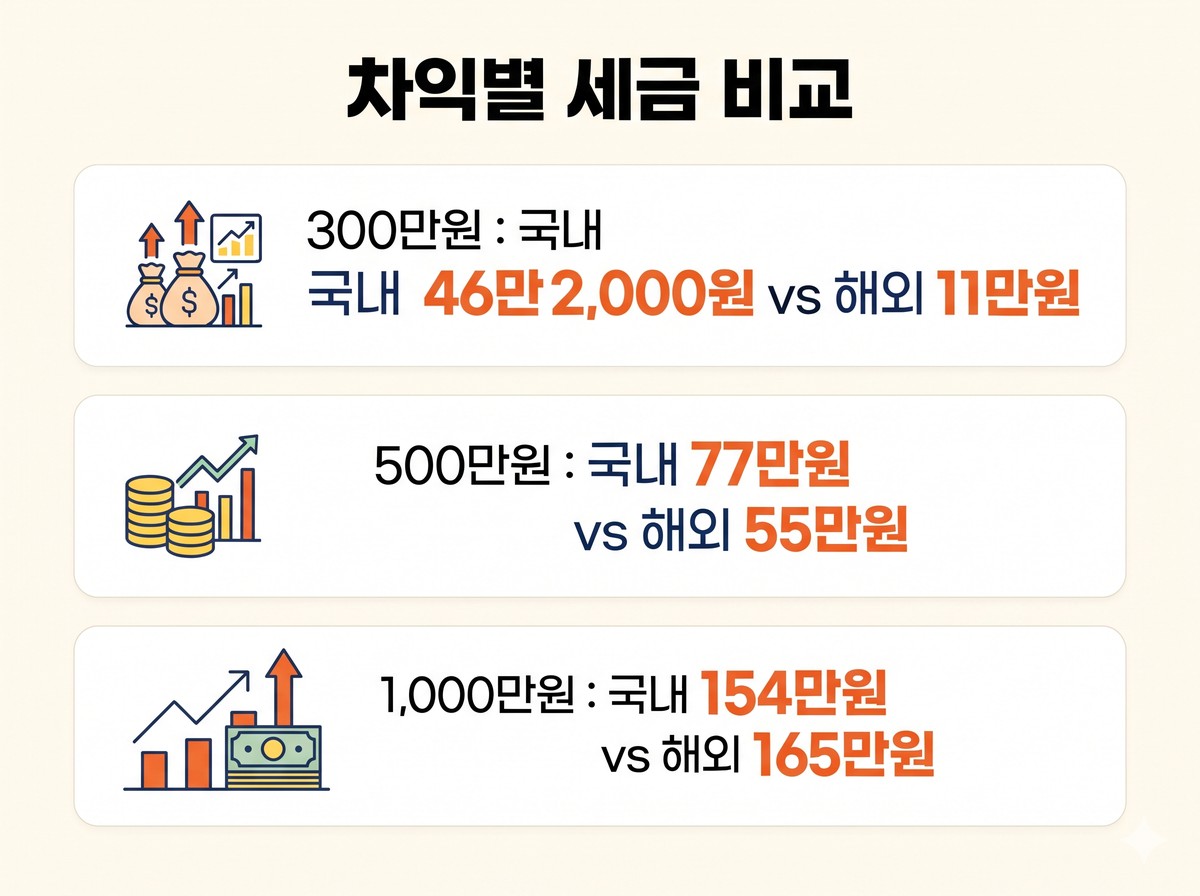 차익별 세금 비교
300만원 : 국내
국내 46만 2,000원 vs 해외 11만원
500만원 : 국내 77만원
vs 해외 55만원
1,000만원 : 국내 154만원
vs 해외 165만원